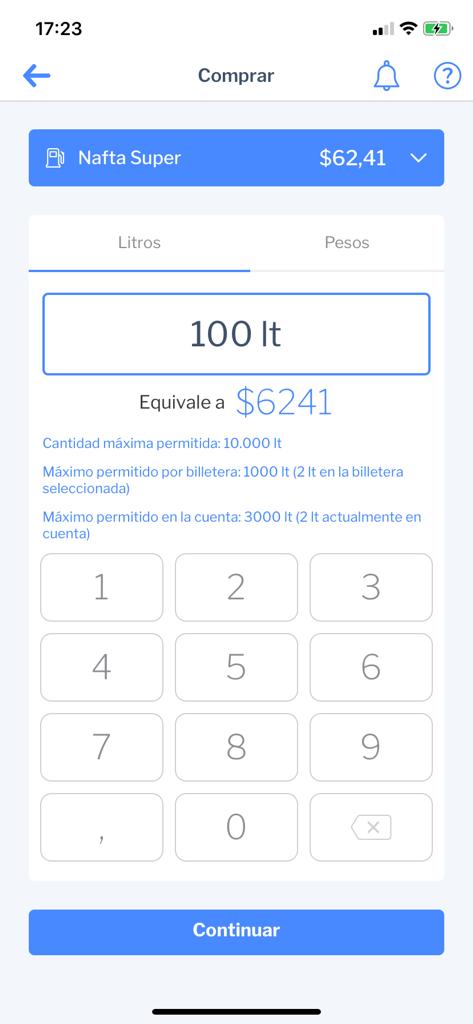 17:23
Comprar
?
Nafta Super $62,41
Litros Pesos
100 lt
Equivale a $6241
Cantidad máxima permitida: 10.000 lt
Máximo permitido por billetera: 1000 lt (2 lt en la billetera
seleccionada)
Máximo permitido en la cuenta: 3000 lt (2 lt actualmente en
cuenta)
1 2 3
4 5 6
7 8 9
, 0
Continuar